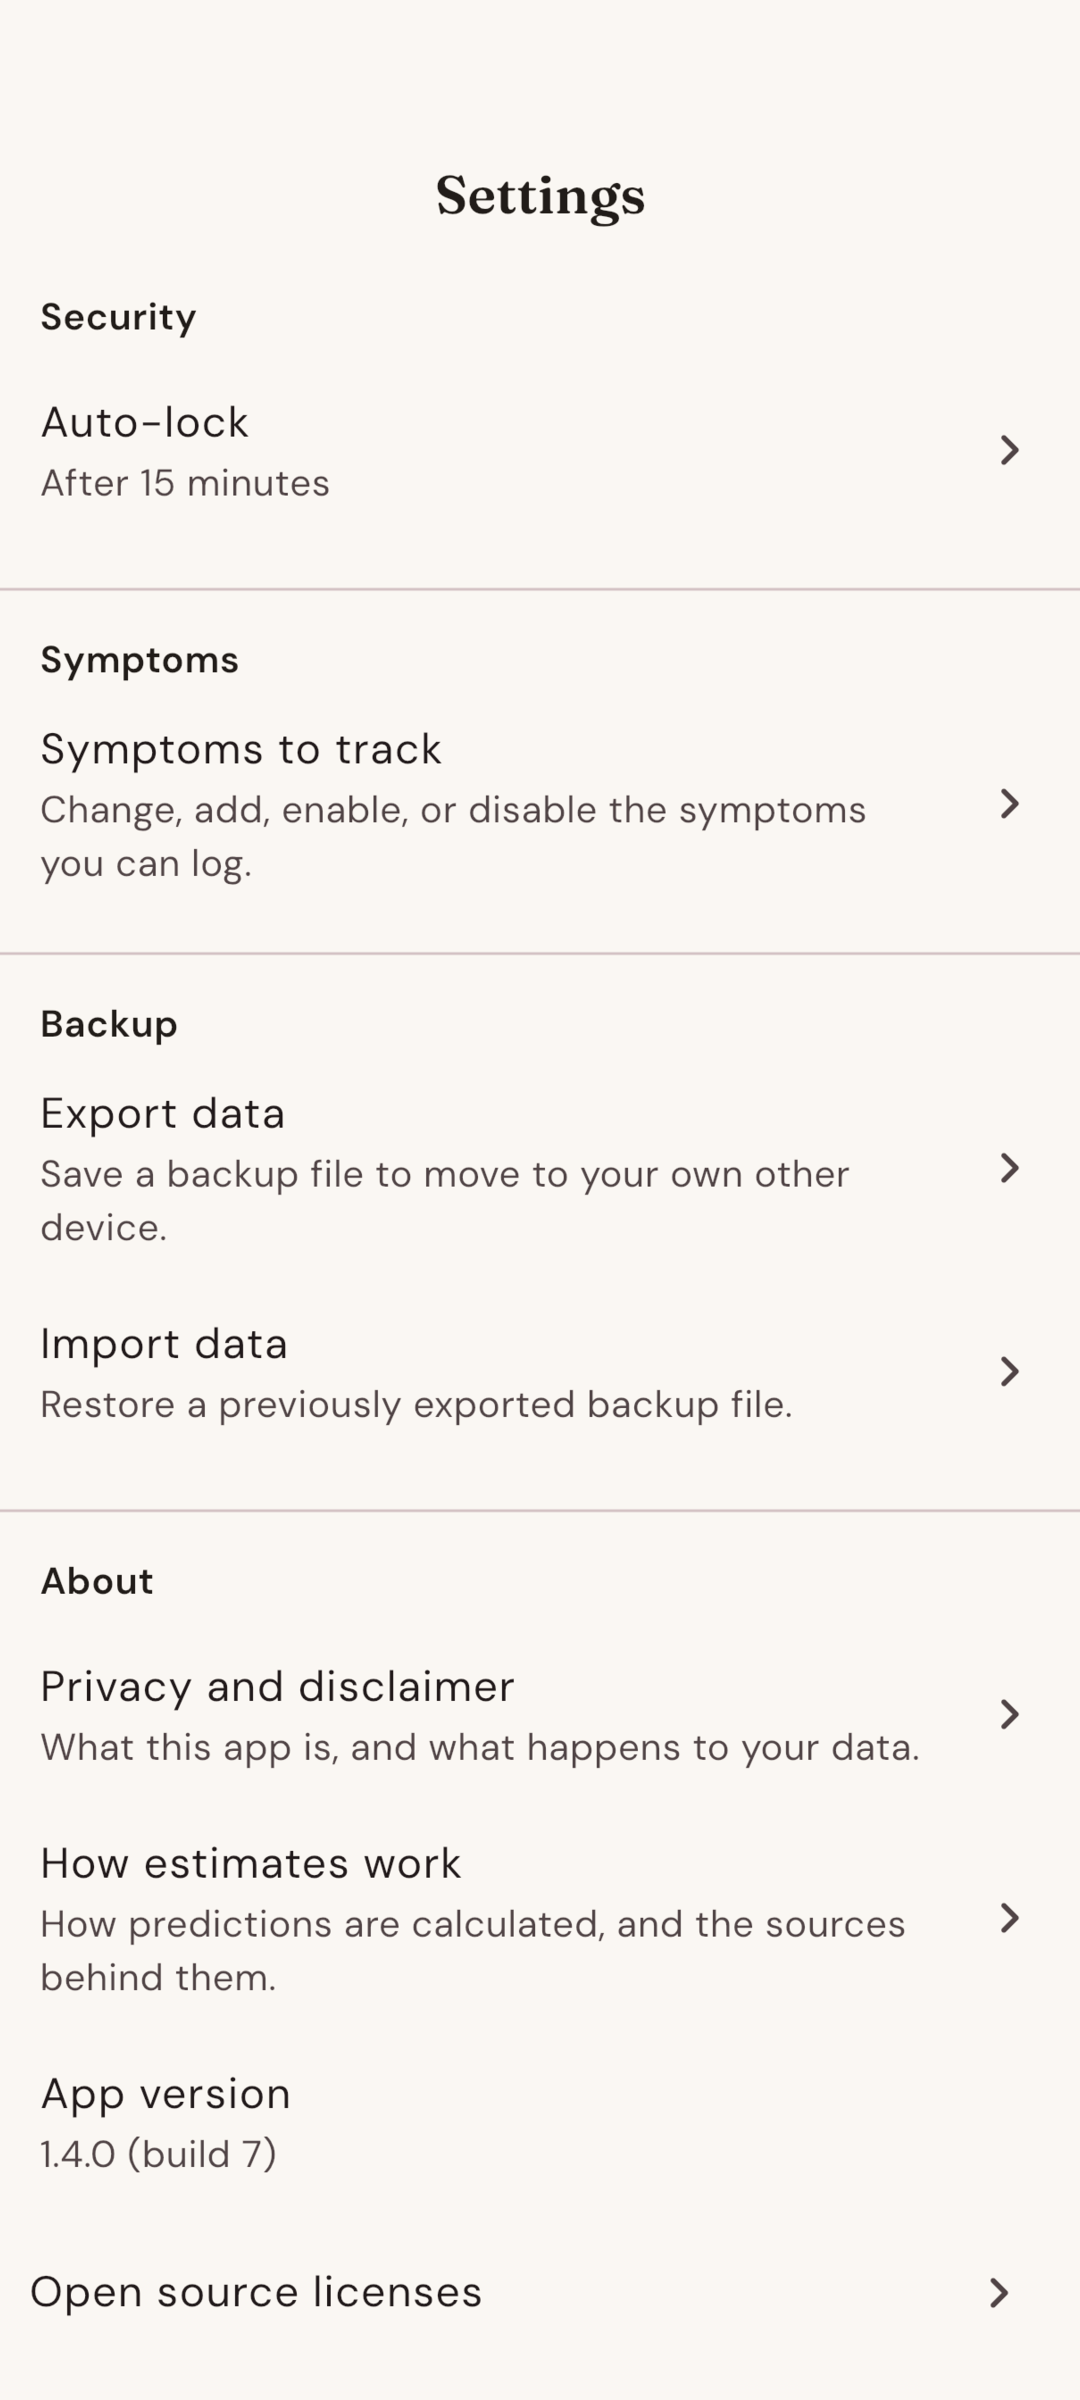 Settings
Security
Auto-lock
After 15 minutes
Symptoms
Symptoms to track
Change, add, enable, or disable the symptoms
you can log.
Backup
Export data
Save a backup file to move to your own other
device.
Import data
Restore a previously exported backup file.
About
Privacy and disclaimer
What this app is, and what happens to your data.
How estimates work
How predictions are calculated, and the sources
behind them.
App version
1.4.0 (build 7)
Open source licenses